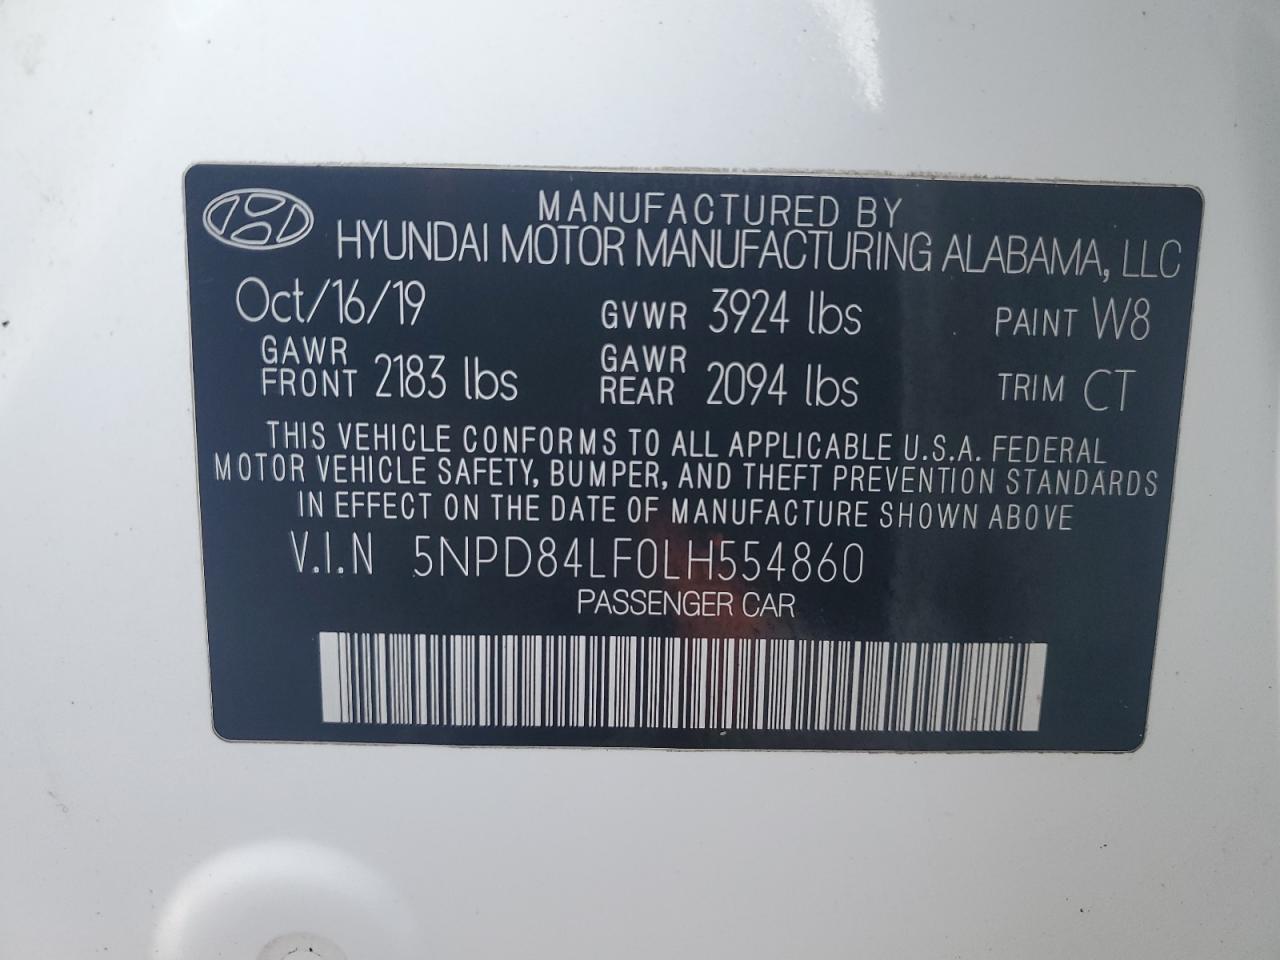 MANUFACTURED BY
HYUNDAI MOTOR MANUFACTURING ALABAMA, LLC
Oct/16/19 GVWR 3924 lbs PAINT W8
GAWR FRONT 2183 lbs GAWR REAR 2094 lbs TRIM CT
THIS VEHICLE CONFORMS TO ALL APPLICABLE U.S.A. FEDERAL
MOTOR VEHICLE SAFETY, BUMPER, AND THEFT PREVENTION STANDARDS
IN EFFECT ON THE DATE OF MANUFACTURE SHOWN ABOVE
V.I.N 5NPD84LF0LH554860
PASSENGER CAR